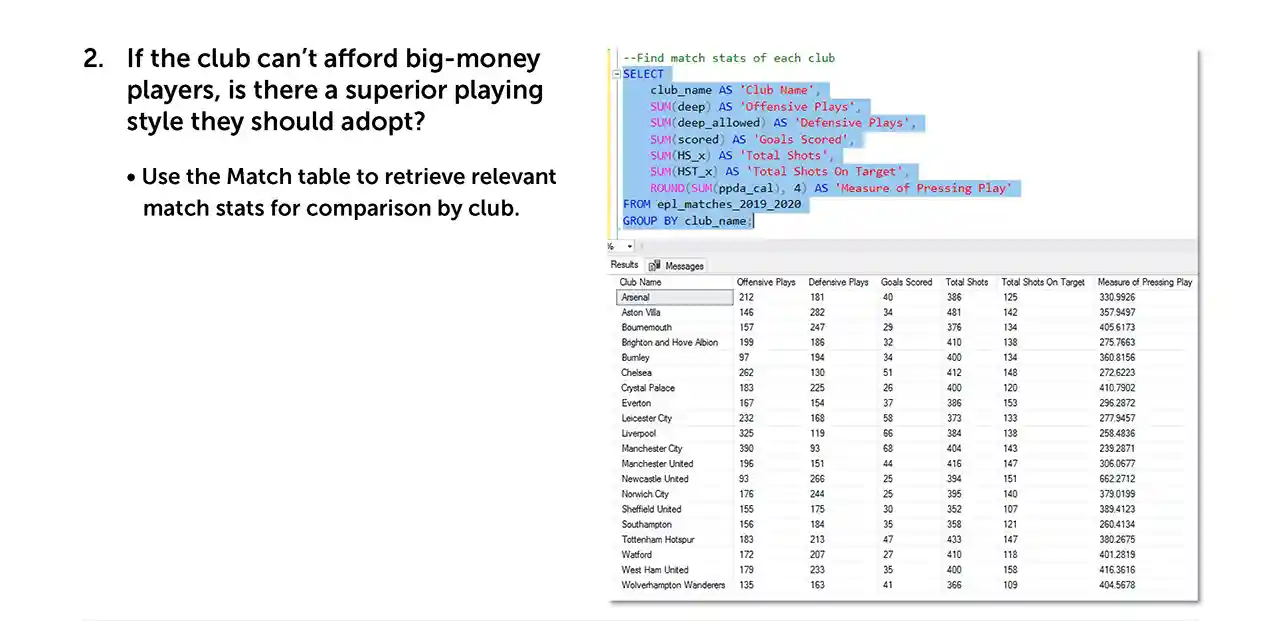 2. If the club can’t afford big-money
players, is there a superior playing
style they should adopt?
• Use the Match table to retrieve relevant
match stats for comparison by club.
--Find match stats of each club
SELECT
club_name AS 'Club Name',
SUM(deep) AS 'Offensive Plays',
SUM(deep_allowed) AS 'Defensive Plays',
SUM(scored) AS 'Goals Scored',
SUM(HS_x) AS 'Total Shots',
SUM(HST_x) AS 'Total Shots On Target',
ROUND(SUM(ppda_cal), 4) AS 'Measure of Pressing Play'
FROM epl_matches_2019_2020
GROUP BY club_name;
%
Results Messages
Club Name Offensive Plays Defensive Plays Goals Scored Total Shots Total Shots On Target Measure of Pressing Play
Arsenal 212 181 40 386 125 330.9926
Aston Villa 146 282 34 481 142 357.9497
Bournemouth 157 247 29 376 134 405.6173
Brighton and Hove Albion 199 186 32 410 138 275.7663
Burnley 97 194 34 400 134 360.8156
Chelsea 262 130 51 412 148 272.6223
Crystal Palace 183 225 26 400 120 410.7902
Everton 167 154 37 386 153 296.2872
Leicester City 232 168 58 373 133 277.9457
Liverpool 325 119 66 384 138 258.4836
Manchester City 390 93 68 404 143 239.2871
Manchester United 196 151 44 416 147 306.0677
Newcastle United 93 266 25 394 151 662.2712
Norwich City 176 244 25 395 140 379.0199
Sheffield United 155 175 30 352 107 389.4123
Southampton 156 184 35 358 121 260.4134
Tottenham Hotspur 183 213 47 433 147 380.2675
Watford 172 207 27 410 118 401.2819
West Ham United 179 233 35 400 158 416.3616
Wolverhampton Wanderers 135 163 41 366 109 404.5678